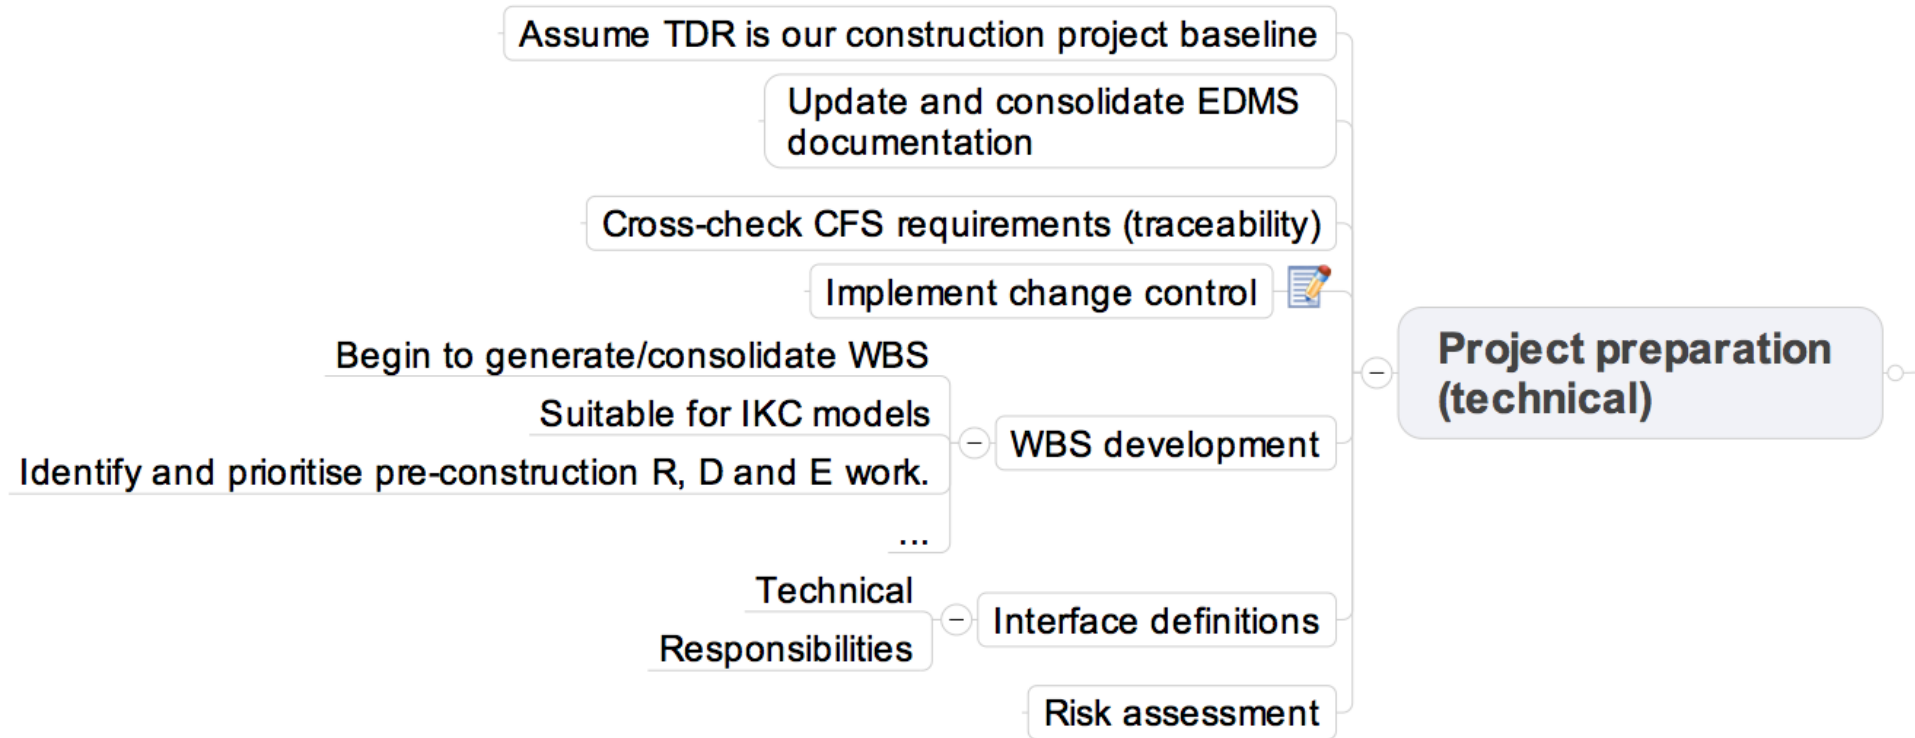 Assume TDR is our construction project baseline
Update and consolidate EDMS
documentation
Cross-check CFS requirements (traceability)
Implement change control
Begin to generate/consolidate WBS
Suitable for IKC models
Identify and prioritise pre-construction R, D and E work.
...
WBS development
Technical
Responsibilities
Interface definitions
Risk assessment
Project preparation
(technical)